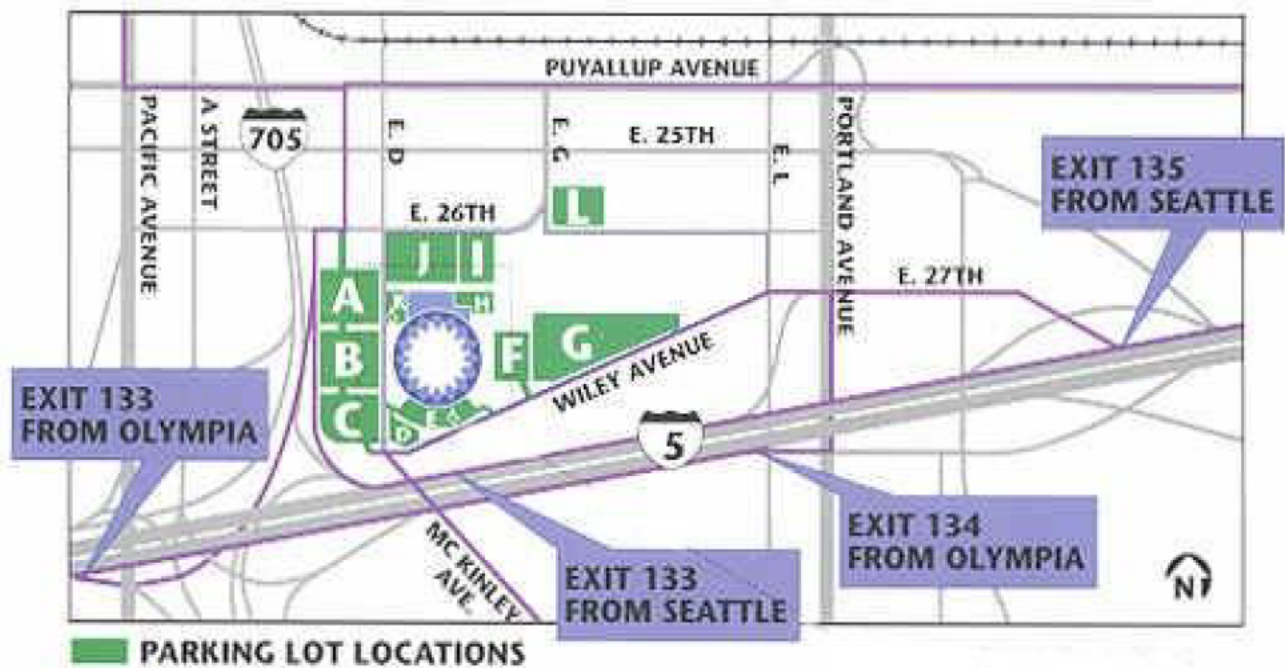 PUYALLUP AVENUE
PACIFIC AVENUE
A STREET
705
E. D
E. G
E. 25TH
E. L
PORTLAND AVENUE
EXIT 135
FROM SEATTLE
L
E. 26TH
J
I
E. 27TH
A
H
B
F
G
WILEY AVENUE
EXIT 133
FROM OLYMPIA
C
D
E
5
MC KINLEY
AVE.
EXIT 133
FROM SEATTLE
EXIT 134
FROM OLYMPIA
N
PARKING LOT LOCATIONS